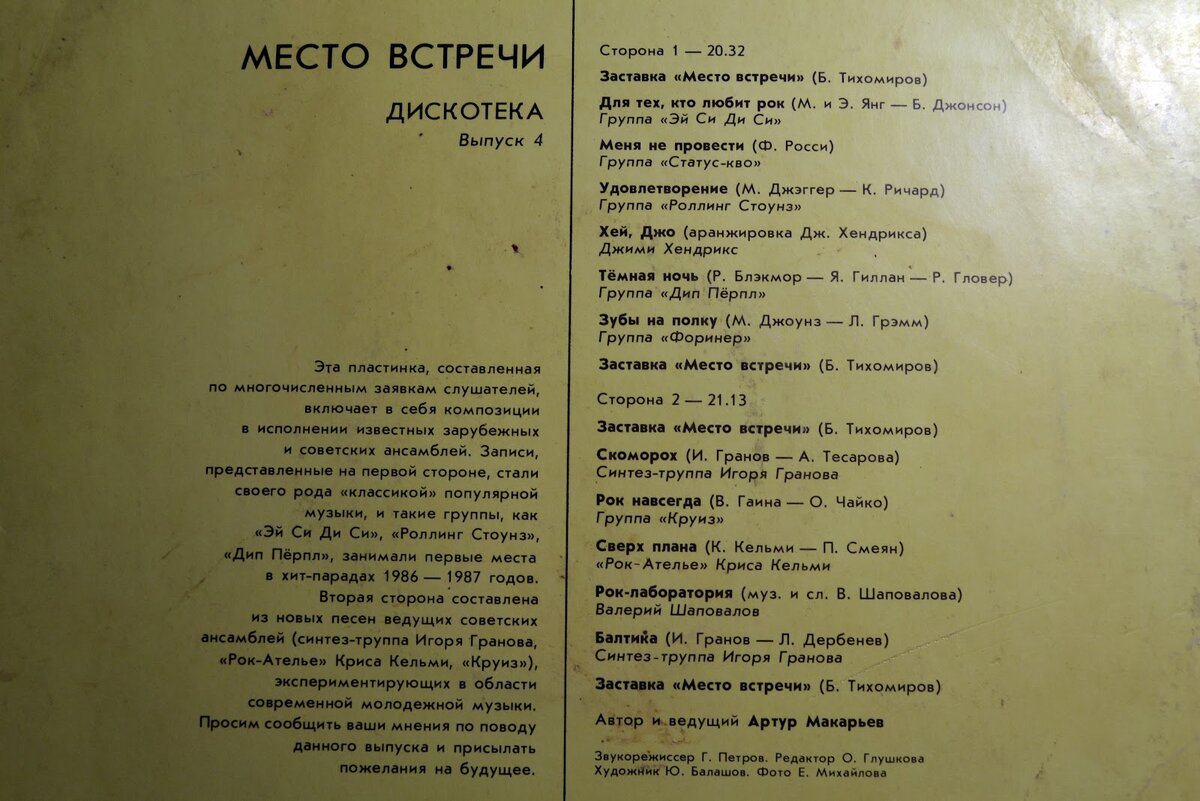 МЕСТО ВСТРЕЧИ
ДИСКОТЕКА
Выпуск 4
Эта пластинка, составленная
по многочисленным заявкам слушателей,
включает в себя композиции
в исполнении известных зарубежных
и советских ансамблей. Записи,
представленные на первой стороне, стали
своего рода «классикой» популярной
музыки, и такие группы, как
«Эй Си Ди Си», «Роллинг Стоунз»,
«Дип Пёрпл», занимали первые места
в хит-парадах 1986 — 1987 годов.
Вторая сторона составлена
из новых песен ведущих советских
ансамблей (синтез-труппа Игоря Гранова,
«Рок-Ателье» Криса Кельми, «Круиз»),
экспериментирующих в области
современной молодежной музыки.
Просим сообщить ваши мнения по поводу
данного выпуска и присылать
пожелания на будущее.
Сторона 1 — 20.32
Заставка «Место встречи» (Б. Тихомиров)
Для тех, кто любит рок (М. и Э. Янг — Б. Джонсон)
Группа «Эй Си Ди Си»
Меня не провести (Ф. Росси)
Группа «Статус-кво»
Удовлетворение (М. Джэггер — К. Ричард)
Группа «Роллинг Стоунз»
Хей, Джо (аранжировка Дж. Хендрикса)
Джими Хендрикс
Тёмная ночь (Р. Блэкмор — Я. Гиллан — Р. Гловер)
Группа «Дип Пёрпл»
Зубы на полку (М. Джоунз — Л. Грэмм)
Группа «Форинер»
Заставка «Место встречи» (Б. Тихомиров)
Сторона 2 — 21.13
Заставка «Место встречи» (Б. Тихомиров)
Скоморох (И. Гранов — А. Тесарова)
Синтез-труппа Игоря Гранова
Рок навсегда (В. Гаина — О. Чайко)
Группа «Круиз»
Сверх плана (К. Кельми — П. Смеян)
«Рок-Ателье» Криса Кельми
Рок-лаборатория (муз. и сл. В. Шаповалова)
Валерий Шаповалов
Балтика (И. Гранов — Л. Дербенев)
Синтез-труппа Игоря Гранова
Заставка «Место встречи» (Б. Тихомиров)
Автор и ведущий Артур Макарьев
Звукорежиссер Г. Петров. Редактор О. Глушкова
Художник Ю. Балашов. Фото Е. Михайлова